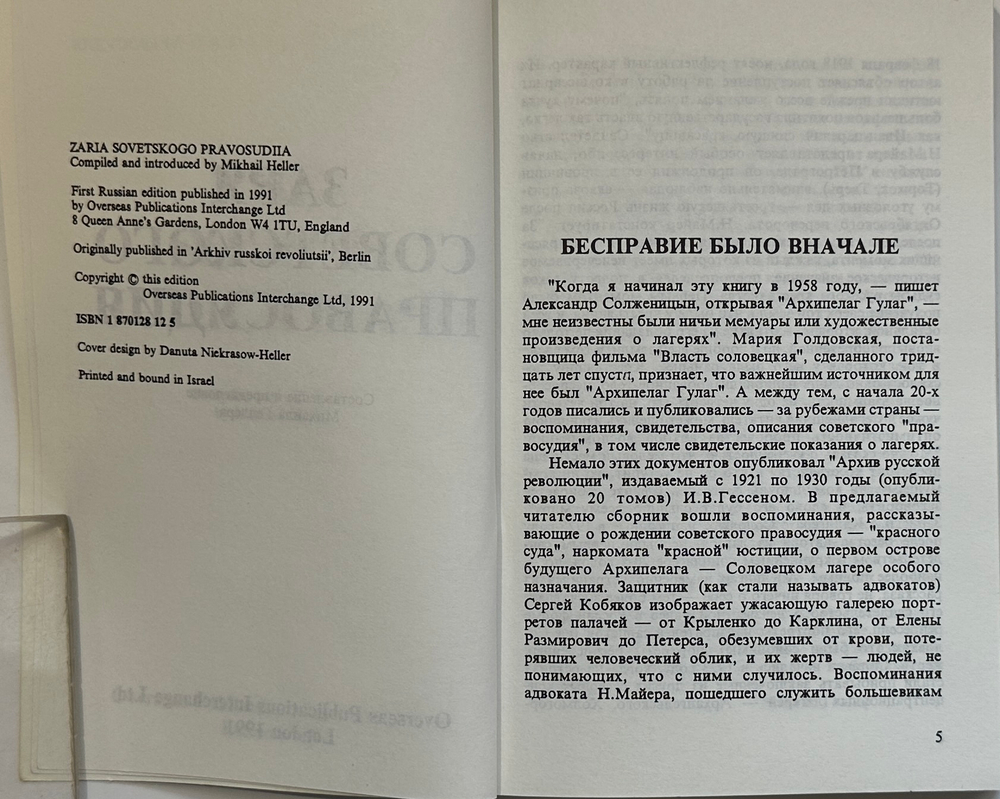 ZARIA SOVETSKOGO PRAVOSUDIIA
Compiled and introduced by Mikhail Heller
First Russian edition published in 1991
by Overseas Publications Interchange Ltd
8 Queen Anne's Gardens, London W4 1TU, England
Originally published in 'Arkhiv russkoi revoliutsii', Berlin
Copyright © this edition
Overseas Publications Interchange Ltd, 1991
ISBN 1 870128 12 5
Cover design by Danuta Niekrasow-Heller
Printed and bound in Israel
БЕСПРАВИЕ БЫЛО ВНАЧАЛЕ
"Когда я начинал эту книгу в 1958 году, — пишет
Александр Солженицын, открывая "Архипелаг Гулаг", —
мне неизвестны были ничьи мемуары или художественные
произведения о лагерях". Мария Голдовская, поста-
новщица фильма "Власть соловецкая", сделанного трид-
цать лет спустя, признает, что важнейшим источником для
нее был "Архипелаг Гулаг". А между тем, с начала 20-х
годов писались и публиковались — за рубежами страны —
воспоминания, свидетельства, описания советского "пра-
восудия", в том числе свидетельские показания о лагерях.
Немало этих документов опубликовал "Архив русской
революции", издаваемый с 1921 по 1930 годы (опубли-
ковано 20 томов) И.В.Гессеном. В предлагаемый
читателю сборник вошли воспоминания, рассказы-
вающие о рождении советского правосудия — "красного
суда", наркомата "красной" юстиции, о первом острове
будущего Архипелага — Соловецком лагере особого
назначания. Защитник (как стали называть адвокатов)
Сергей Кобяков изображает ужасающую галерею порт-
ретов палачей — от Крыленко до Карклина, от Елены
Размирович до Петерса, обезумевших от крови, поте-
рявших человеческий облик, и их жертв — людей, не
понимающих, что с ними случилось. Воспоминания
адвоката Н.Майера, пошедшего служить большевикам
5